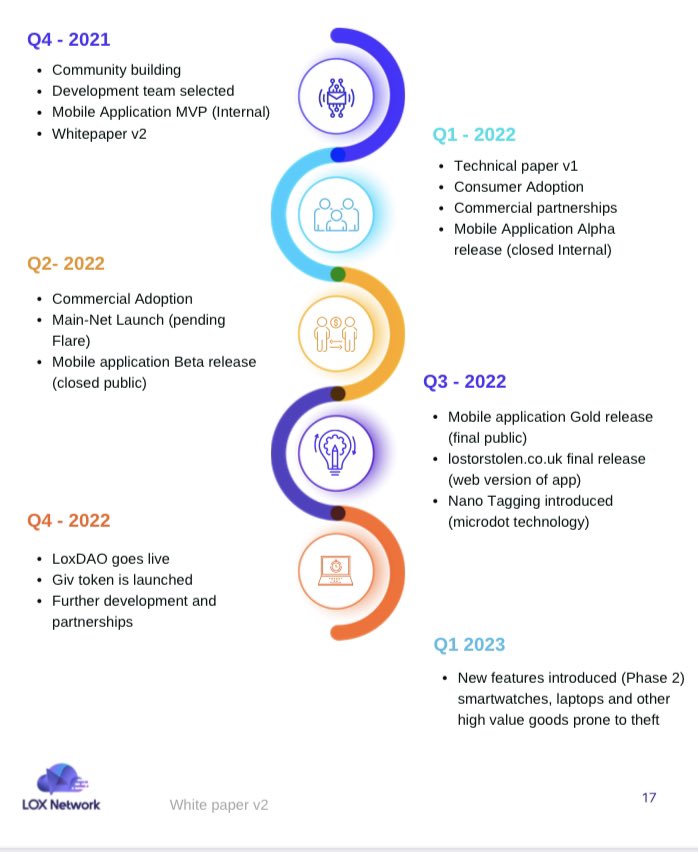 Q4 - 2021
• Community building
• Development team selected
• Mobile Application MVP (Internal)
• Whitepaper v2
Q1 - 2022
• Technical paper v1
• Consumer Adoption
• Commercial partnerships
• Mobile Application Alpha
release (closed Internal)
Q2- 2022
• Commercial Adoption
• Main-Net Launch (pending
Flare)
• Mobile application Beta release
(closed public)
Q3 - 2022
• Mobile application Gold release
(final public)
• lostorstolen.co.uk final release
(web version of app)
• Nano Tagging introduced
(microdot technology)
Q4 - 2022
• LoxDAO goes live
• Giv token is launched
• Further development and
partnerships
Q1 2023
• New features introduced (Phase 2)
smartwatches, laptops and other
high value goods prone to theft
LOX Network
White paper v2
17